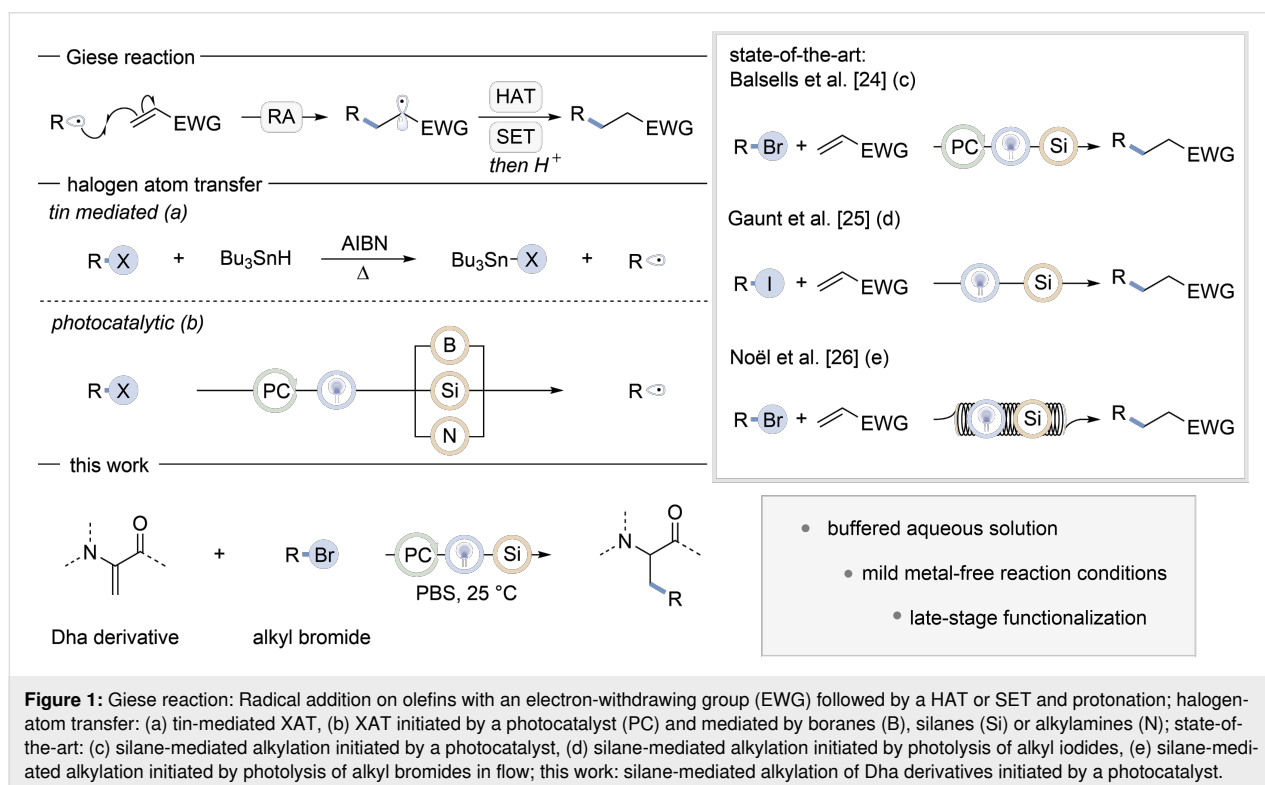 Giese reaction
R
EWG
RA
R
EWG
HAT
SET
then H+
R
EWG
halogen atom transfer
tin mediated (a)
R X + Bu3SnH AIBN Δ Bu3Sn X + R
photocatalytic (b)
R X PC B Si N R
this work
N O + R Br PC Si N O R
PBS, 25 °C
Dha derivative alkyl bromide
state-of-the-art:
Balsells et al. [24] (c)
R Br + EWG PC Si R EWG
Gaunt et al. [25] (d)
R I + EWG Si R EWG
Noël et al. [26] (e)
R Br + EWG Si R EWG
• buffered aqueous solution
• mild metal-free reaction conditions
• late-stage functionalization
Figure 1: Giese reaction: Radical addition on olefins with an electron-withdrawing group (EWG) followed by a HAT or SET and protonation; halogen-
atom transfer: (a) tin-mediated XAT, (b) XAT initiated by a photocatalyst (PC) and mediated by boranes (B), silanes (Si) or alkylamines (N); state-of-
the-art: (c) silane-mediated alkylation initiated by a photocatalyst, (d) silane-mediated alkylation initiated by photolysis of alkyl iodides, (e) silane-medi-
ated alkylation initiated by photolysis of alkyl bromides in flow; this work: silane-mediated alkylation of Dha derivatives initiated by a photocatalyst.